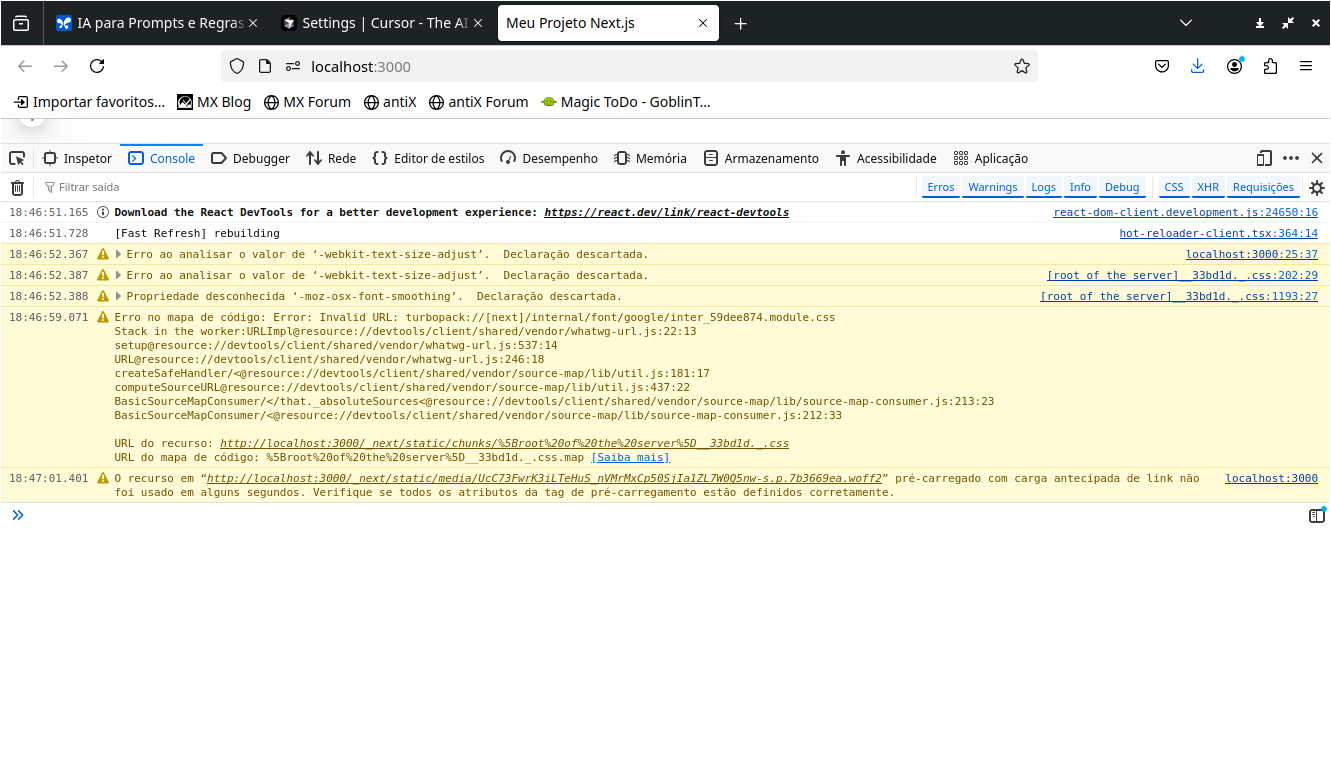 IA para Prompts e Regras
Settings | Cursor - The AI
Meu Projeto Next.js
localhost:3000
Importar favoritos...
MX Blog
MX Forum
antiX
antiX Forum
Magic ToDo - GoblinT...
Inspetor
Console
Debugger
Rede
Editor de estilos
Desempenho
Memória
Armazenamento
Acessibilidade
Aplicação
Filtrar saída
Erros
Warnings
Logs
Info
Debug
CSS
XHR
Requisições
18:46:51.165 Download the React DevTools for a better development experience: https://react.dev/link/react-devtools react-dom-client.development.js:24650:16
18:46:51.728 [Fast Refresh] rebuilding hot-reloader-client.tsx:364:14
18:46:52.367 Erro ao analisar o valor de ‘-webkit-text-size-adjust’. Declaração descartada. localhost:3000:25:37
18:46:52.387 Erro ao analisar o valor de ‘-webkit-text-size-adjust’. Declaração descartada. [root of the server]__33bd1d._.css:202:29
18:46:52.388 Propriedade desconhecida ‘-moz-osx-font-smoothing’. Declaração descartada. [root of the server]__33bd1d._.css:1193:27
18:46:59.071 Erro no mapa de código: Error: Invalid URL: turbopack://[next]/internal/font/google/inter_59dee874.module.css
Stack in the worker:URLImpl@resource://devtools/client/shared/vendor/whatwg-url.js:22:13
setup@resource://devtools/client/shared/vendor/whatwg-url.js:537:14
URL@resource://devtools/client/shared/vendor/whatwg-url.js:246:18
createSafeHandler/<@resource://devtools/client/shared/vendor/source-map/lib/util.js:181:17
computeSourceURL@resource://devtools/client/shared/vendor/source-map/lib/util.js:437:22
BasicSourceMapConsumer/</that._absoluteSources<@resource://devtools/client/shared/vendor/source-map/lib/source-map-consumer.js:213:23
BasicSourceMapConsumer/<@resource://devtools/client/shared/vendor/source-map/lib/source-map-consumer.js:212:33
URL do recurso: http://localhost:3000/_next/static/chunks/%5Broot%20of%20the%20server%5D__33bd1d._.css
URL do mapa de código: %5Broot%20of%20the%20server%5D__33bd1d._.css.map [Saiba mais]
18:47:01.401 O recurso em “http://localhost:3000/_next/static/media/UcC73FwrK3iLTeHuS_nVMrMxCp50SjIa1ZL7W0Q5nw-s.p.7b3669ea.woff2” pré-carregado com carga antecipada de link não localhost:3000
foi usado em alguns segundos. Verifique se todos os atributos da tag de pré-carregamento estão definidos corretamente.